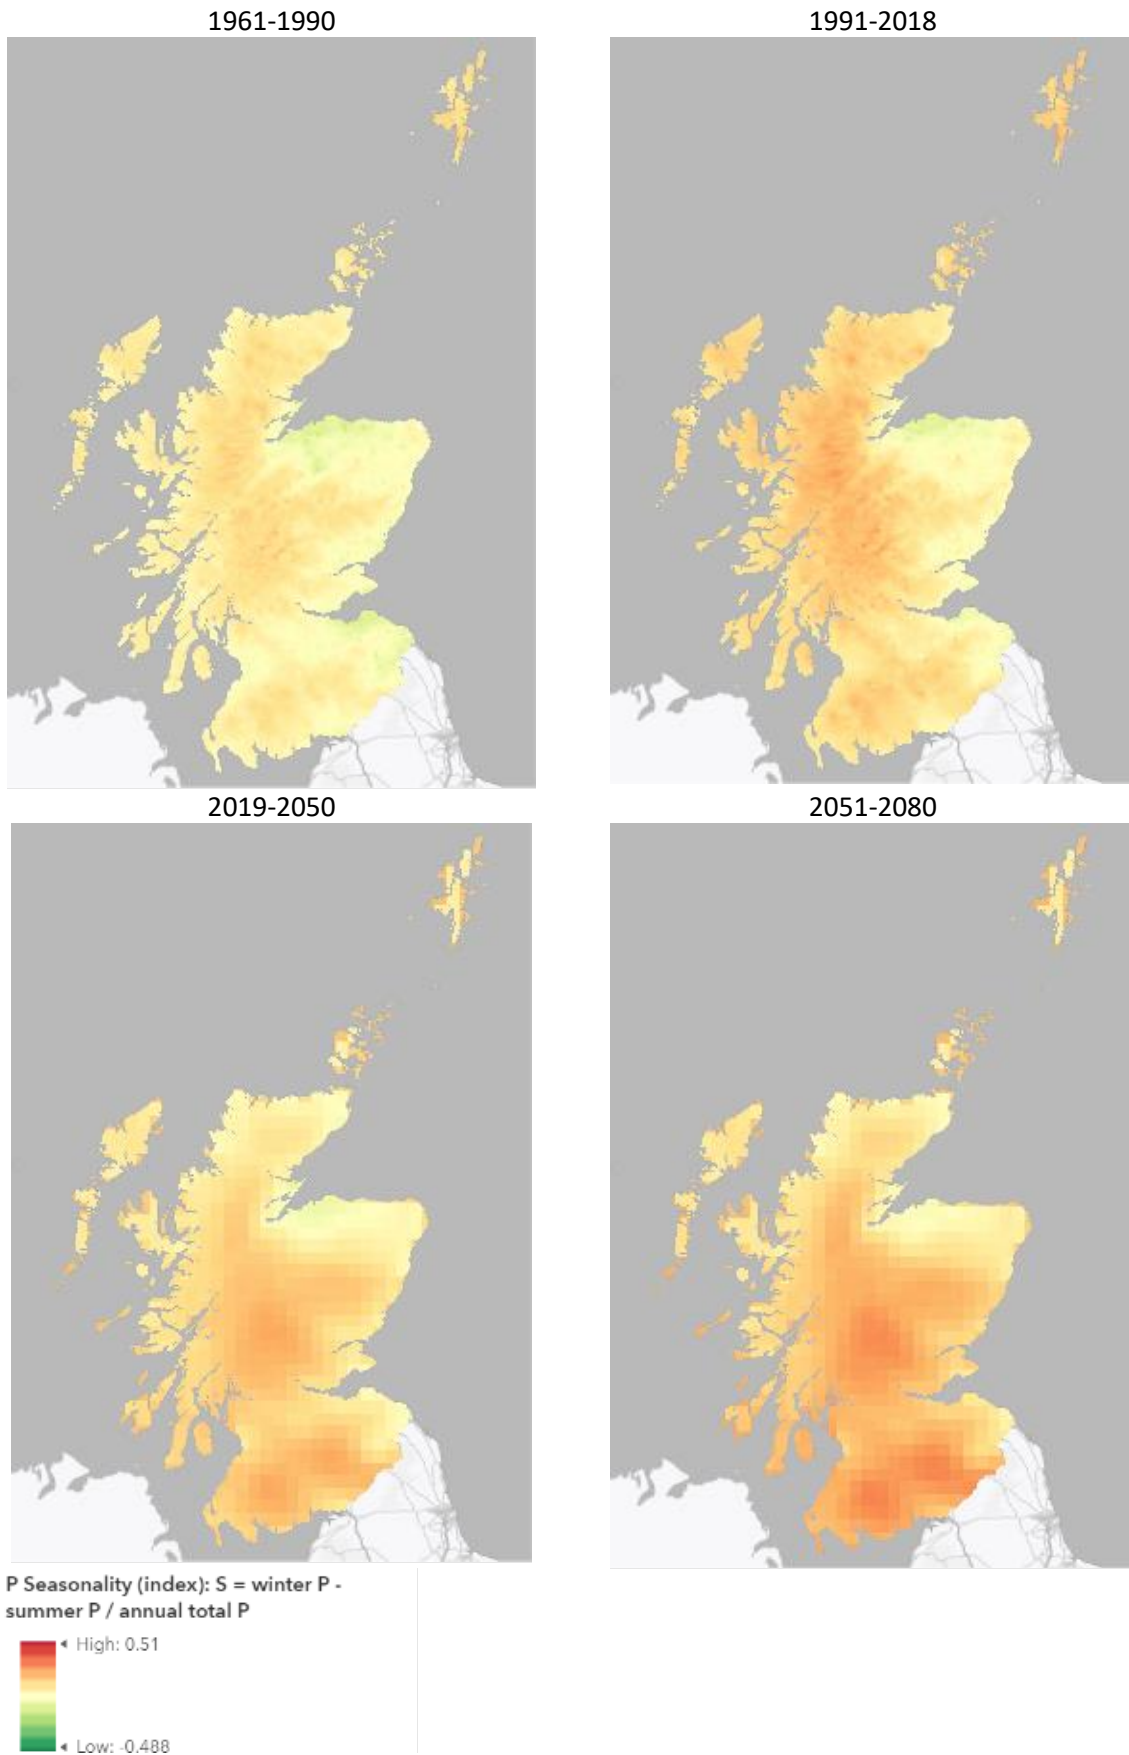 1961-1990
1991-2018
2019-2050
2051-2080
P Seasonality (index): S = winter P -
summer P / annual total P
High: 0.51
Low: -0.488